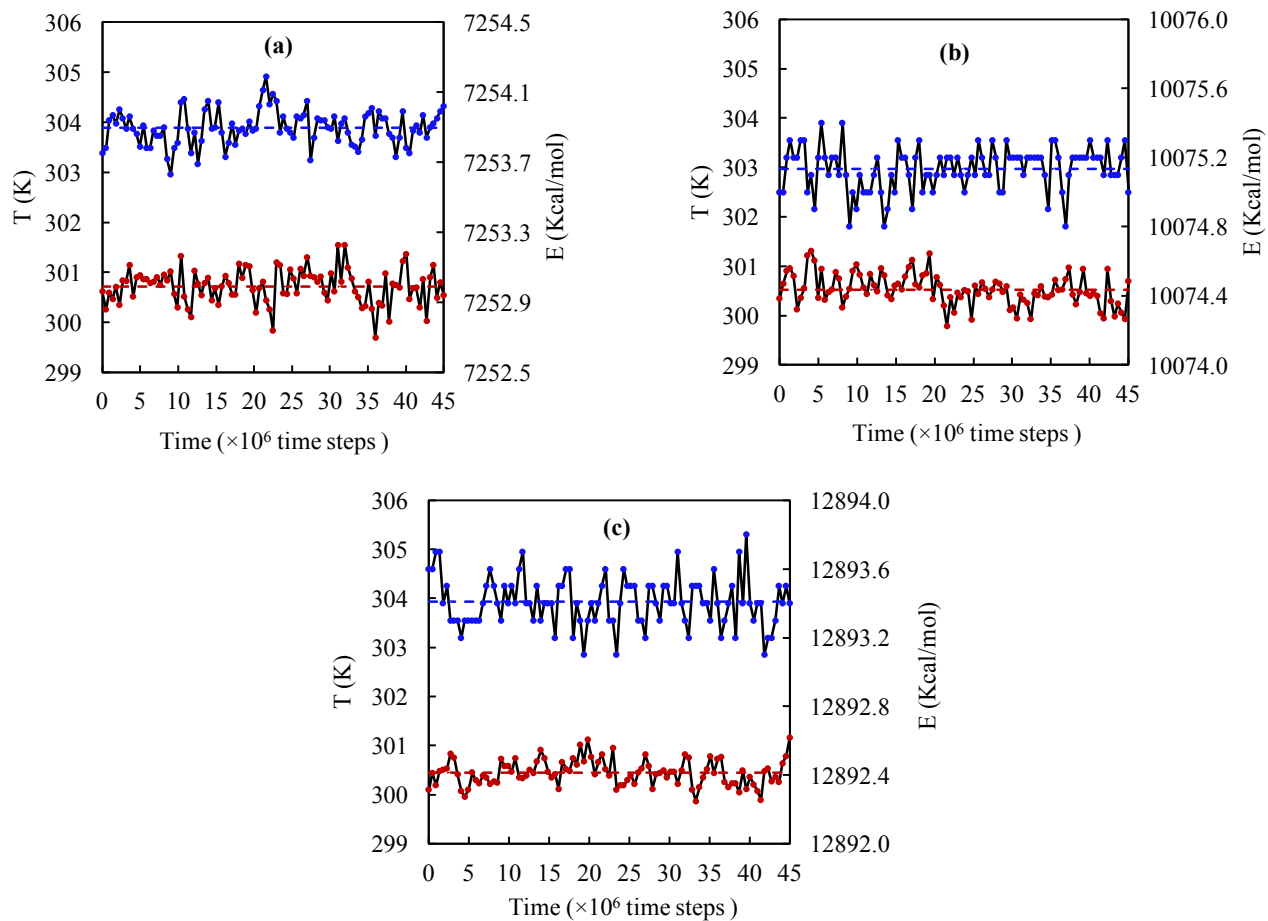 (a)
T (K)
306
305
304
303
302
301
300
299
7254.5
7254.1
7253.7
7253.3
7252.9
7252.5
E (Kcal/mol)
0 5 10 15 20 25 30 35 40 45
Time (×10⁶ time steps )
(b)
T (K)
306
305
304
303
302
301
300
299
10076.0
10075.6
10075.2
10074.8
10074.4
10074.0
E (Kcal/mol)
0 5 10 15 20 25 30 35 40 45
Time (×10⁶ time steps )
(c)
T (K)
306
305
304
303
302
301
300
299
12894.0
12893.6
12893.2
12892.8
12892.4
12892.0
E (Kcal/mol)
0 5 10 15 20 25 30 35 40 45
Time (×10⁶ time steps )